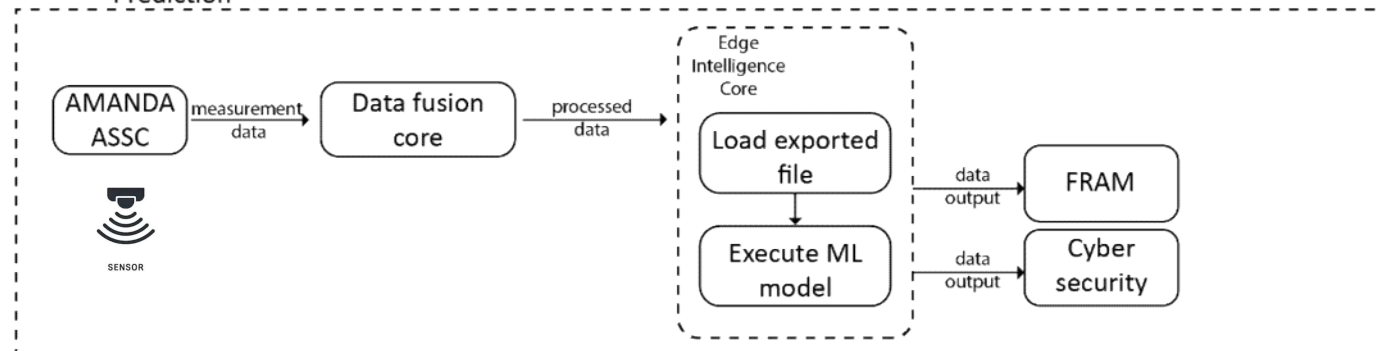 Prediction
Edge
Intelligence
Core
AMANDA
ASSC
measurement
data
Data fusion
core
processed
data
Load exported
file
Execute ML
model
data
output
FRAM
data
output
Cyber
security
SENSOR